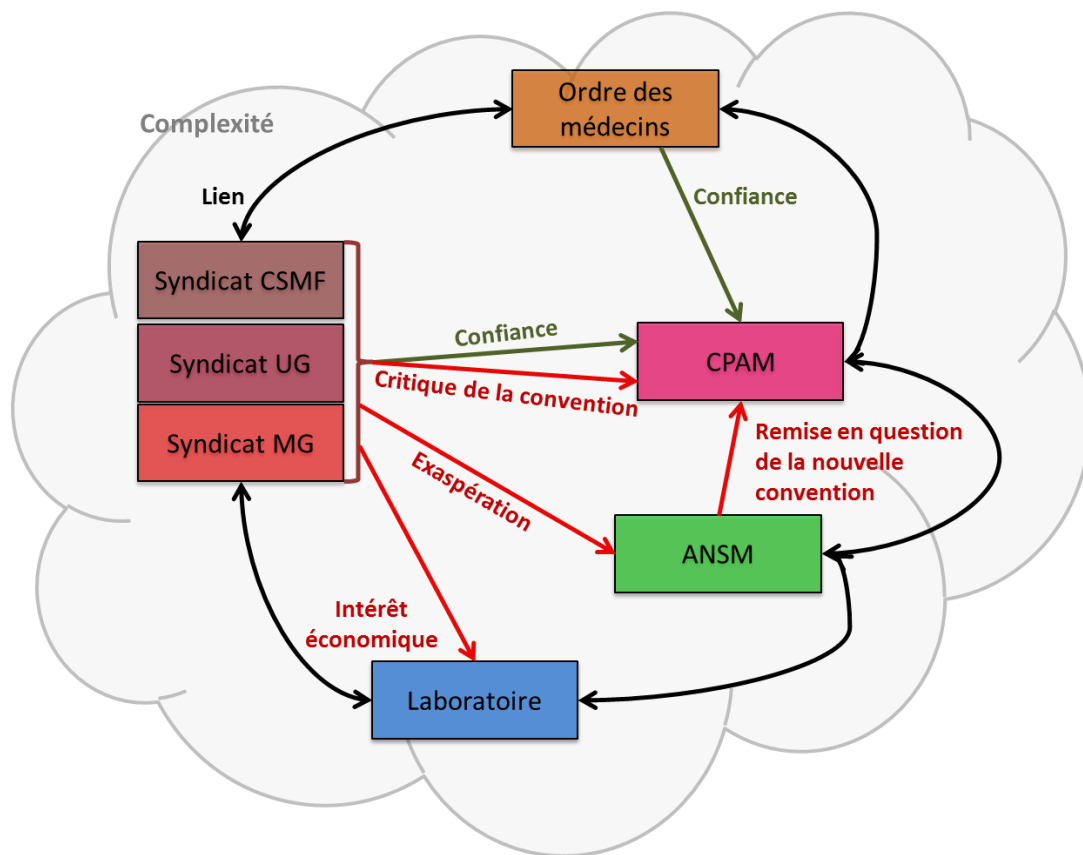 Ordre des
médecins
Complexité
Lien
Confiance
Syndicat CSMF
Syndicat UG
Syndicat MG
Confiance
Critique de la convention
CPAM
Remise en question
de la nouvelle
convention
Exaspération
ANSM
Intérêt
économique
Laboratoire